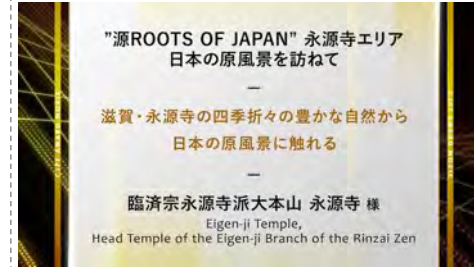 ”源ROOTS OF JAPAN” 永源寺エリア
日本の原風景を訪ねて
—
滋賀・永源寺の四季折々の豊かな自然から
日本の原風景に触れる
—
臨済宗永源寺派大本山 永源寺 様
Eigen-ji Temple,
Head Temple of the Eigen-ji Branch of the Rinzai Zen